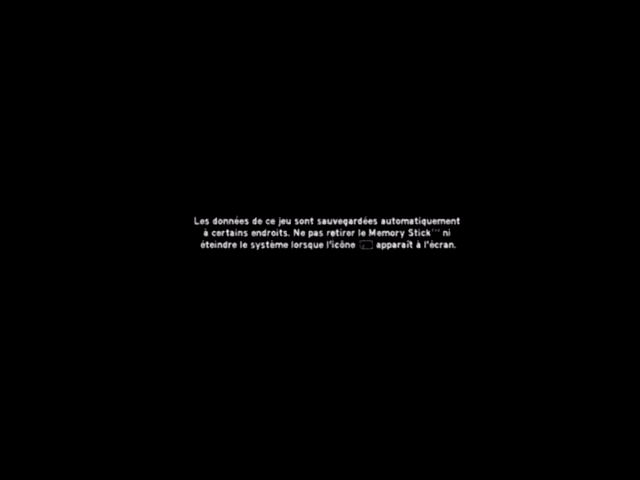 Les données de ce jeu sont sauvegardées automatiquement
à certains endroits. Ne pas retirer le Memory Stick™ ni
éteindre le système lorsque l'icône apparaît à l'écran.